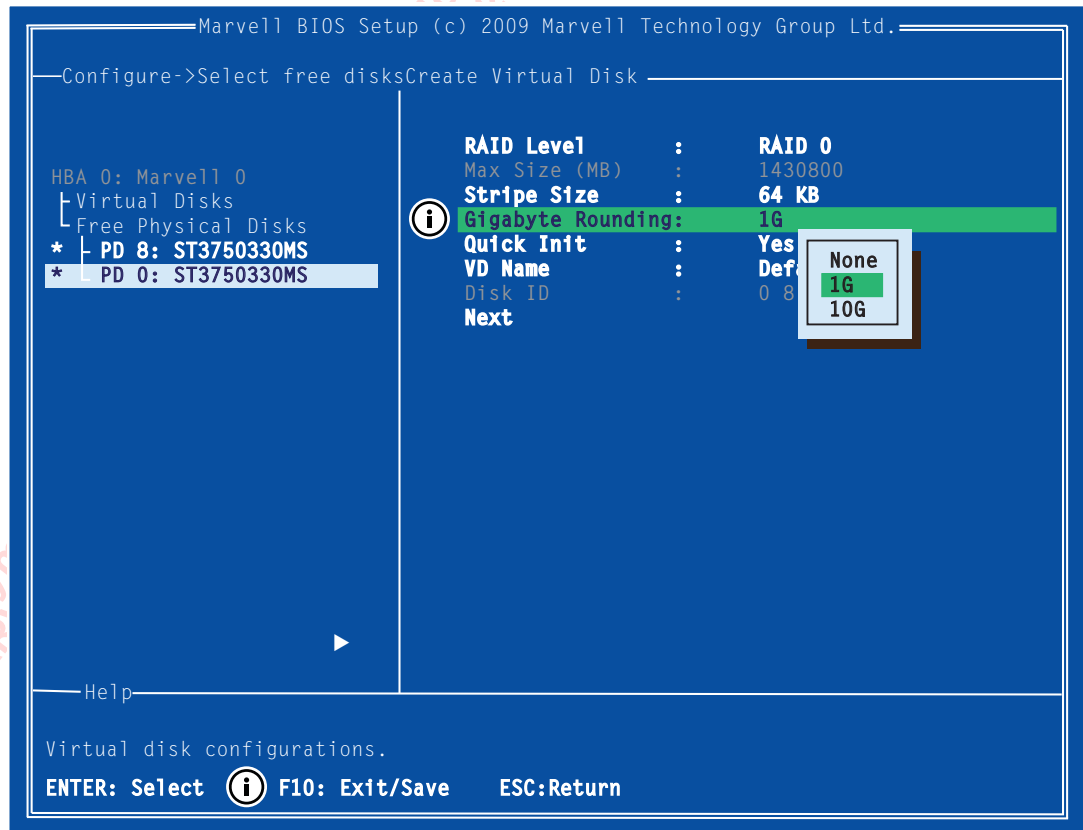 Marvell BIOS Setup (c) 2009 Marvell Technology Group Ltd.
Configure->Select free disksCreate Virtual Disk
HBA 0: Marvell 0
Virtual Disks
Free Physical Disks
* PD 8: ST3750330MS
* PD 0: ST3750330MS
RAID Level : RAID 0
Max Size (MB) : 1430800
Stripe Size : 64 KB
Gigabyte Rounding: 1G
Quick Init : Yes
VD Name :
Disk ID : 0 8
Next
None
1G
10G
Help
Virtual disk configurations.
ENTER: Select F10: Exit/Save ESC:Return